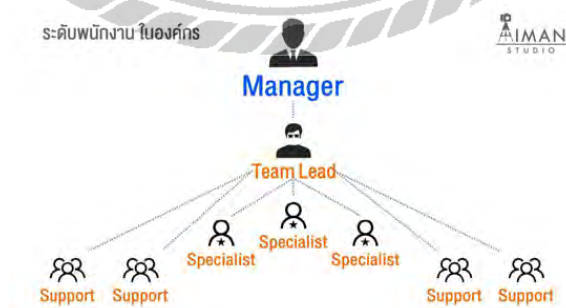 ระดับพนักงาน ในองค์กร
AIMAN
STUDIO
Manager
Team Lead
Specialist
Specialist
Specialist
Support
Support
Support
Support